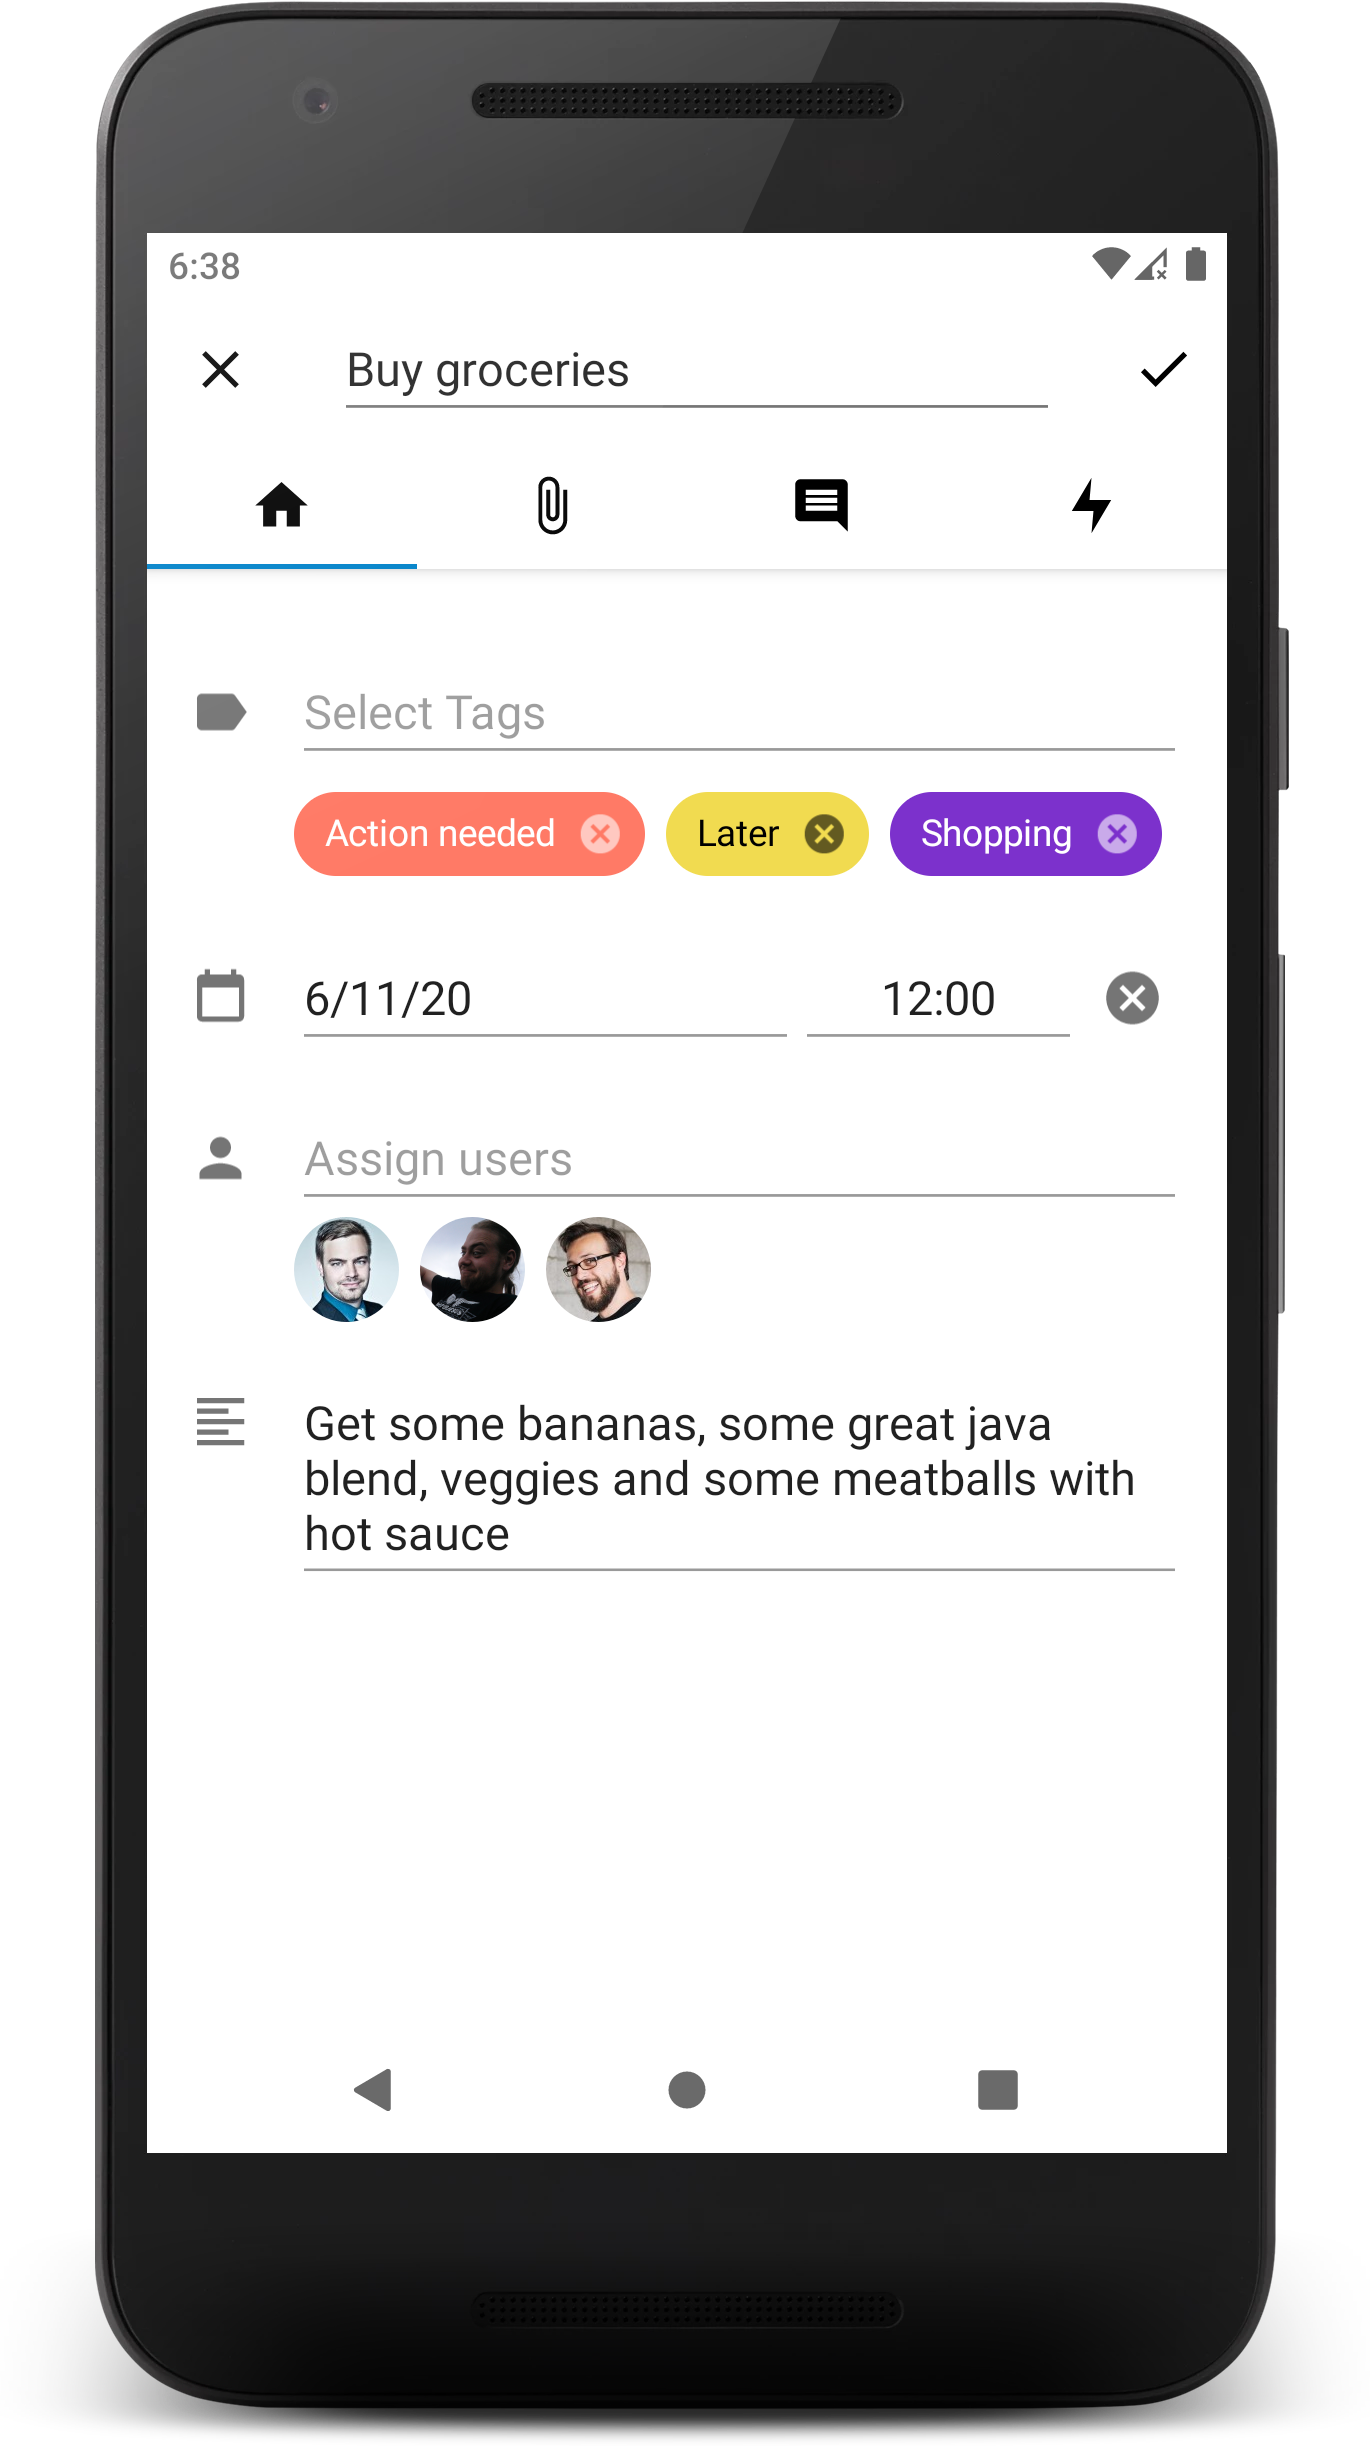 6:38
Buy groceries
Select Tags
Action needed Later Shopping
6/11/20 12:00
Assign users
Get some bananas, some great java
blend, veggies and some meatballs with
hot sauce